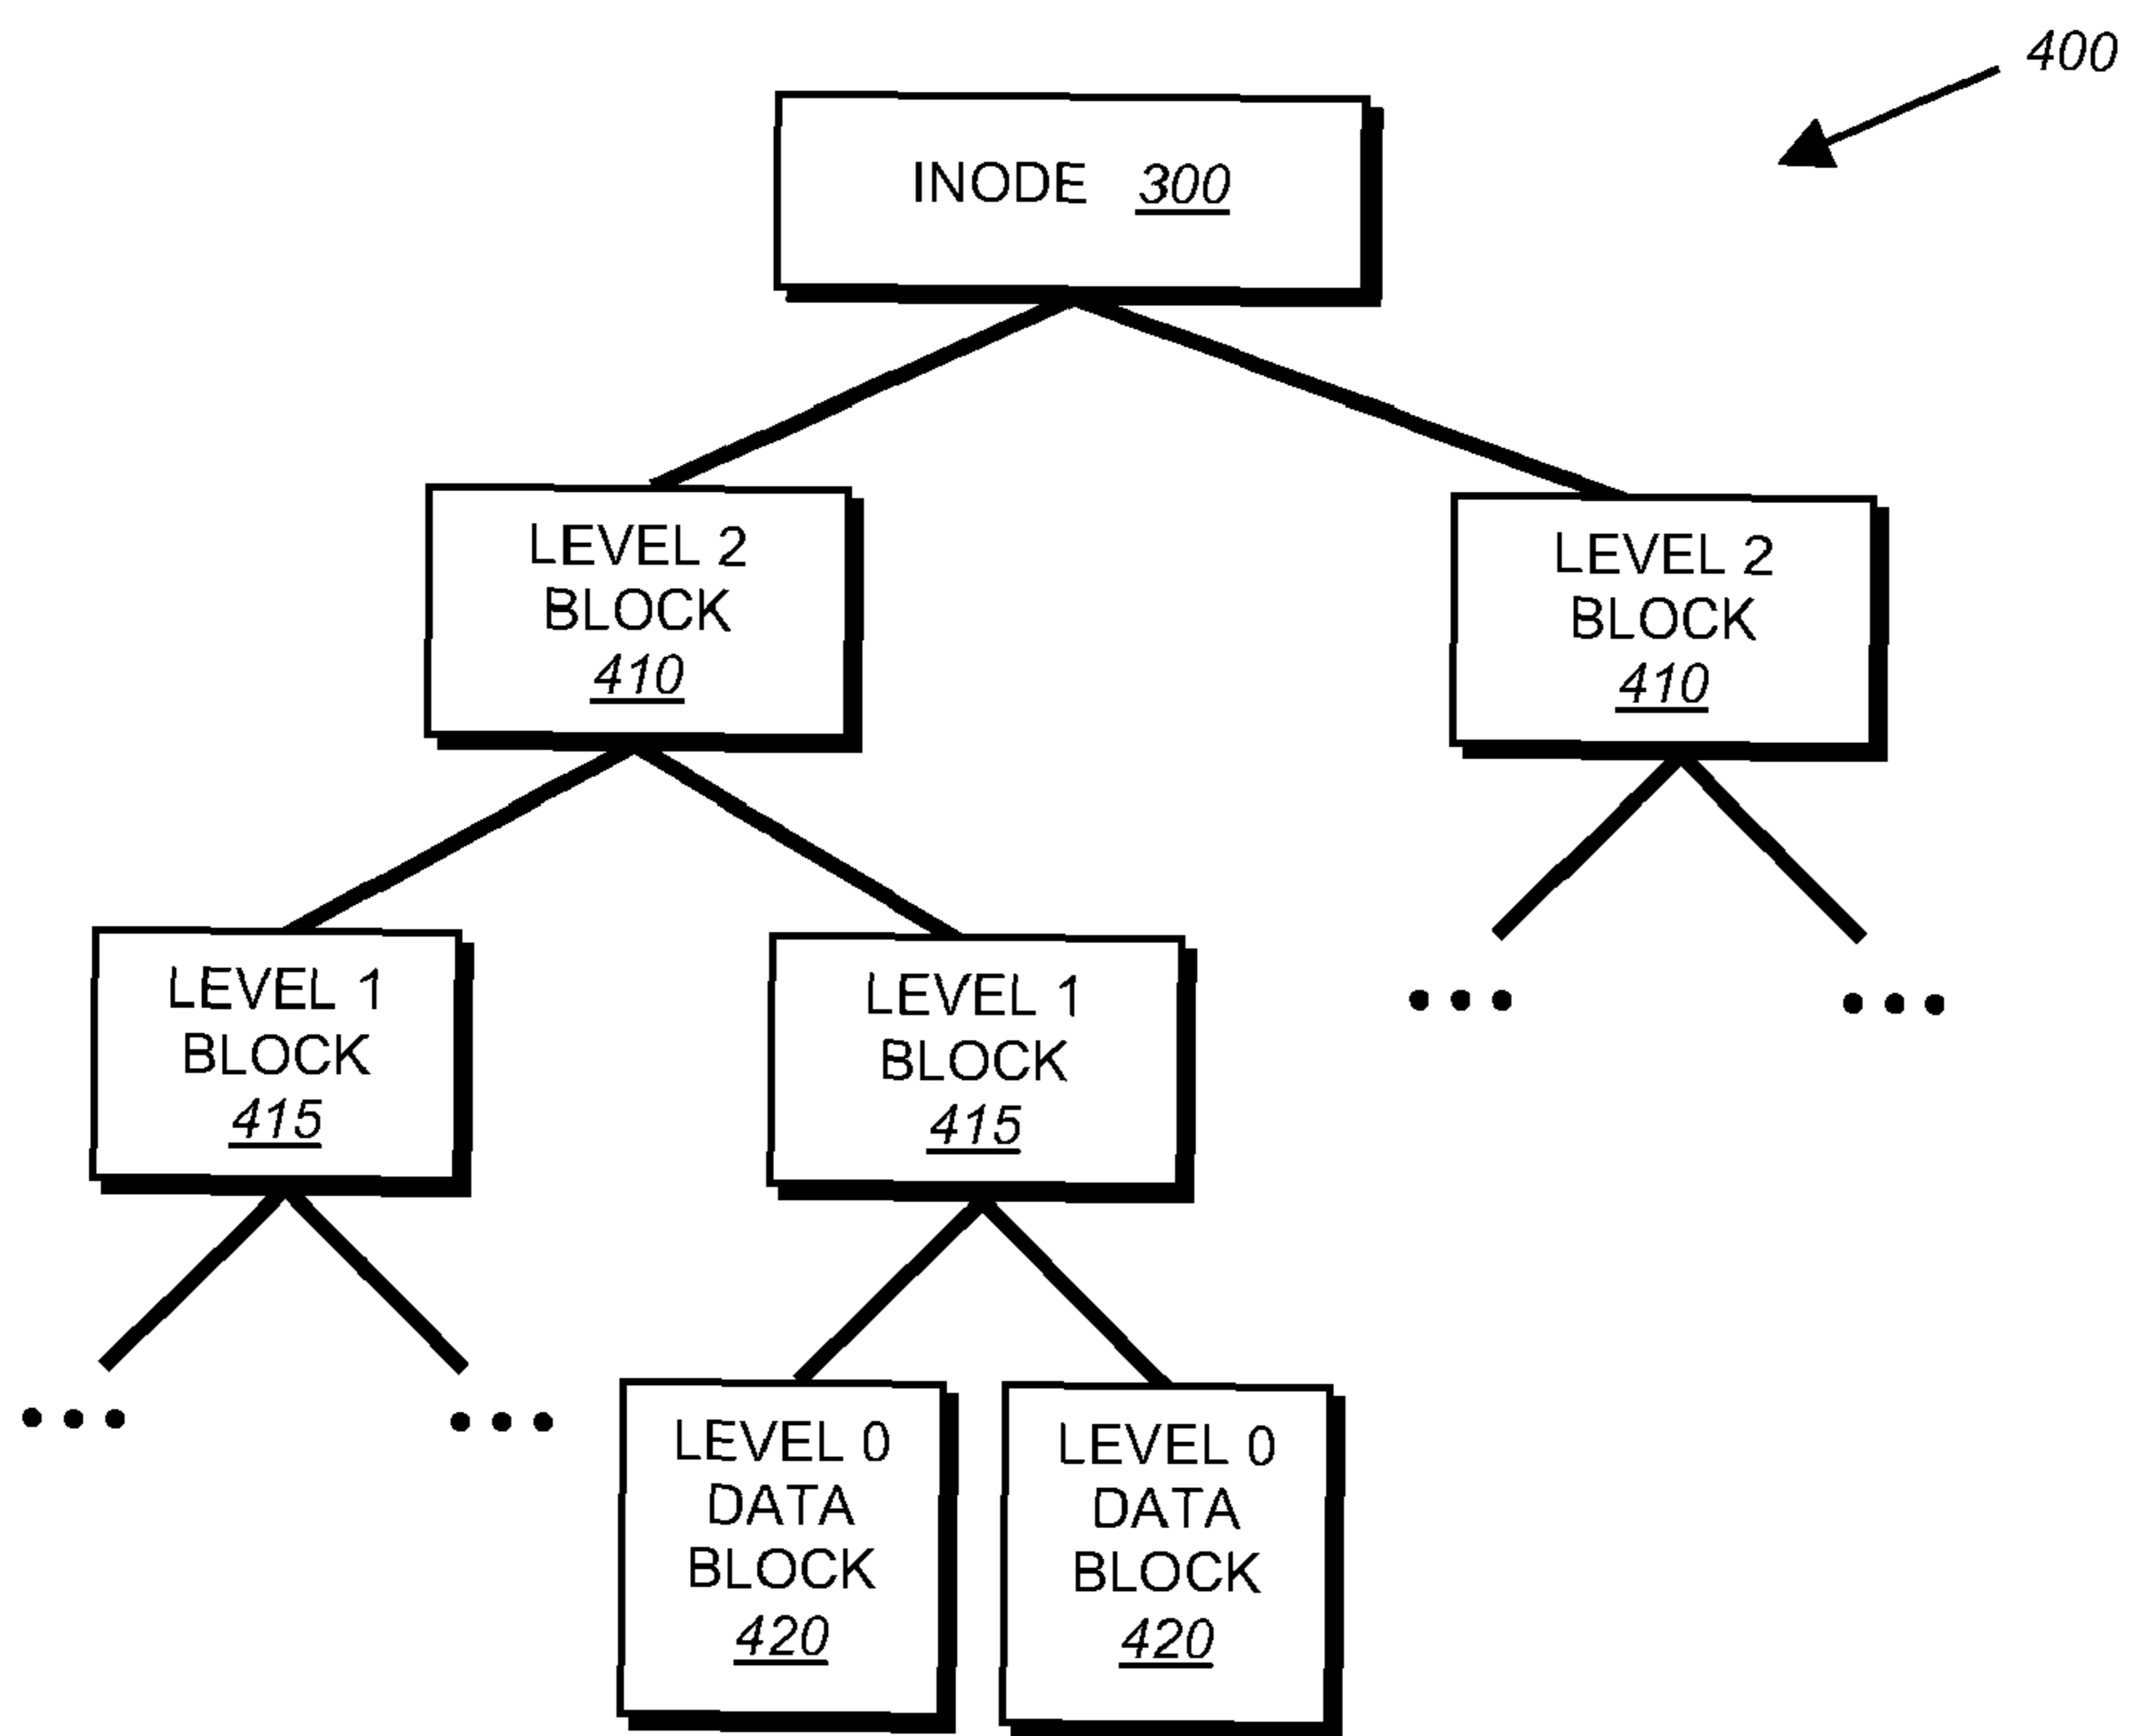 400
INODE 300
LEVEL 2
BLOCK
410
LEVEL 2
BLOCK
410
LEVEL 1
BLOCK
415
LEVEL 1
BLOCK
415
LEVEL 0
DATA
BLOCK
420
LEVEL 0
DATA
BLOCK
420